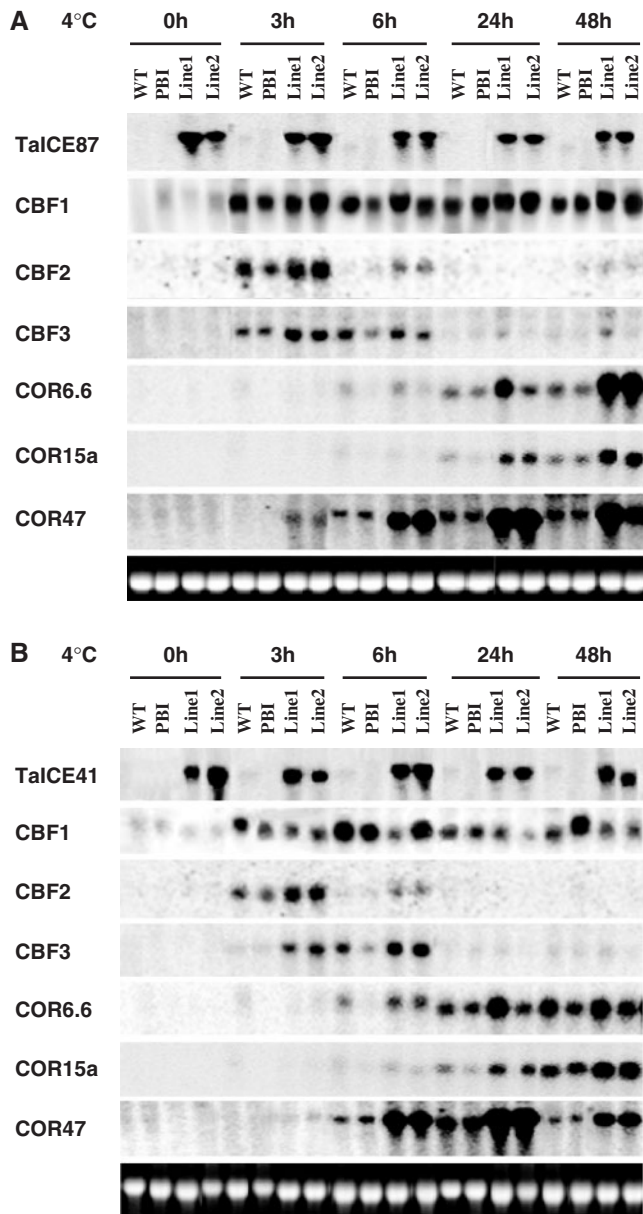 A 4°C 0h 3h 6h 24h 48h
WT PBI Line1 Line2 WT PBI Line1 Line2 WT PBI Line1 Line2 WT PBI Line1 Line2 WT PBI Line1 Line2
TaICE87
CBF1
CBF2
CBF3
COR6.6
COR15a
COR47
B 4°C 0h 3h 6h 24h 48h
WT PBI Line1 Line2 WT PBI Line1 Line2 WT PBI Line1 Line2 WT PBI Line1 Line2 WT PBI Line1 Line2
TaICE41
CBF1
CBF2
CBF3
COR6.6
COR15a
COR47